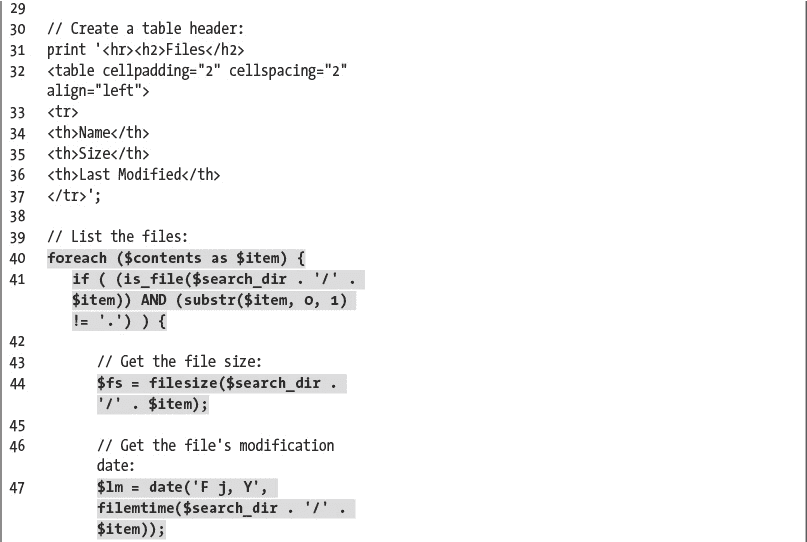 29
30 // Create a table header:
31 print '<hr><h2>Files</h2>
32 <table cellpadding="2" cellspacing="2"
align="left">
33 <tr>
34 <th>Name</th>
35 <th>Size</th>
36 <th>Last Modified</th>
37 </tr>';
38
39 // List the files:
40 foreach ($contents as $item) {
41 if ( (is_file($search_dir . '/' .
$item)) AND (substr($item, 0, 1)
!= '.') ) {
42
43 // Get the file size:
44 $fs = filesize($search_dir .
'/' . $item);
45
46 // Get the file's modification
date:
47 $lm = date('F j, Y',
filemtime($search_dir . '/' .
$item));